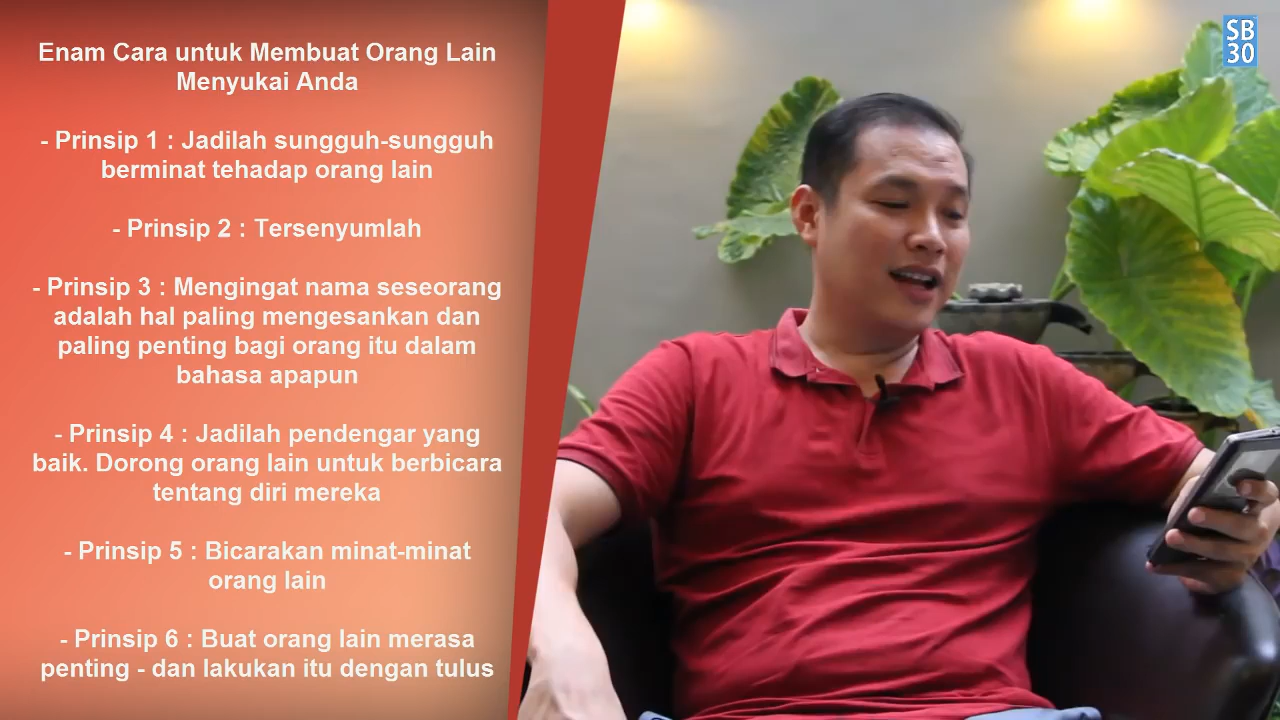 Enam Cara untuk Membuat Orang Lain
Menyukai Anda
- Prinsip 1 : Jadilah sungguh-sungguh
berminat tehadap orang lain
- Prinsip 2 : Tersenyumlah
- Prinsip 3 : Mengingat nama seseorang
adalah hal paling mengesankan dan
paling penting bagi orang itu dalam
bahasa apapun
- Prinsip 4 : Jadilah pendengar yang
baik. Dorong orang lain untuk berbicara
tentang diri mereka
- Prinsip 5 : Bicarakan minat-minat
orang lain
- Prinsip 6 : Buat orang lain merasa
penting - dan lakukan itu dengan tulus
SB
30